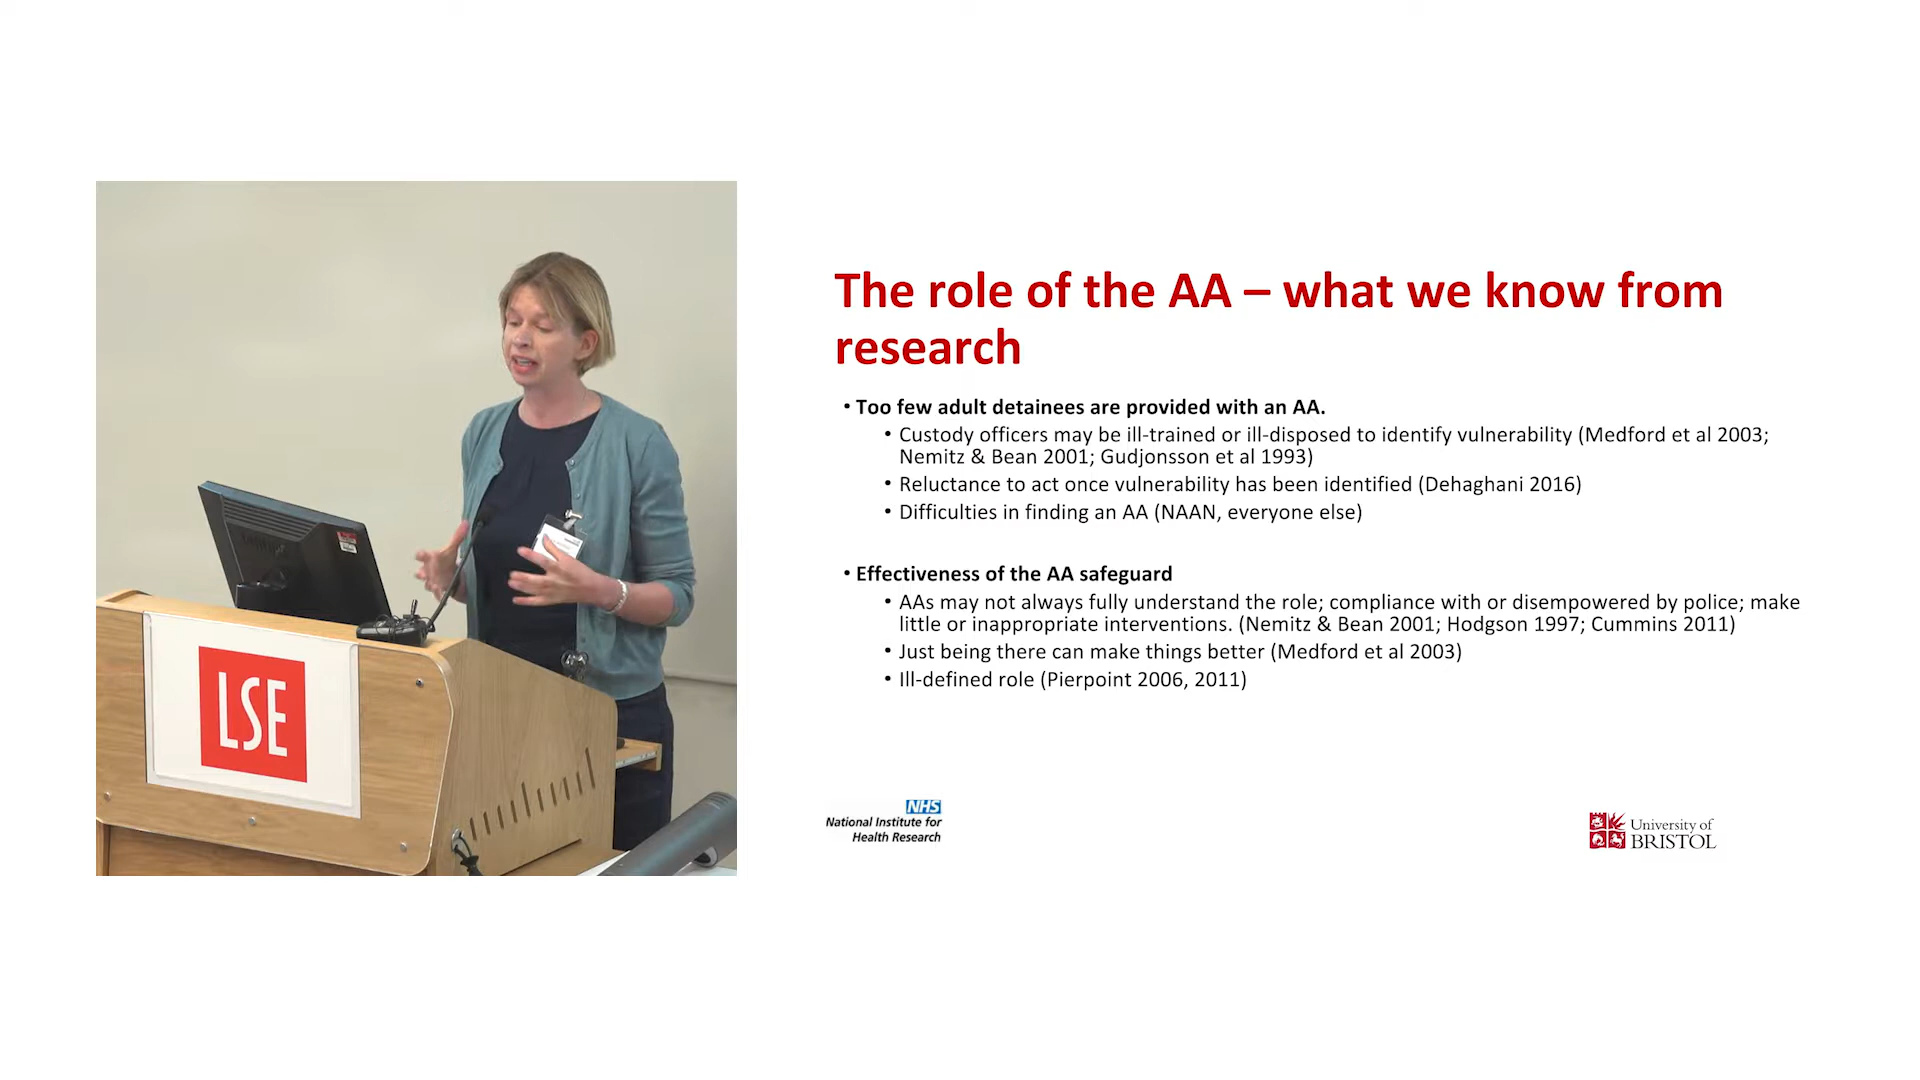 The role of the AA – what we know from
research
• Too few adult detainees are provided with an AA.
• Custody officers may be ill-trained or ill-disposed to identify vulnerability (Medford et al 2003;
Nemitz & Bean 2001; Gudjonsson et al 1993)
• Reluctance to act once vulnerability has been identified (Dehaghani 2016)
• Difficulties in finding an AA (NAAN, everyone else)
• Effectiveness of the AA safeguard
• AAs may not always fully understand the role; compliance with or disempowered by police; make
little or inappropriate interventions. (Nemitz & Bean 2001; Hodgson 1997; Cummins 2011)
• Just being there can make things better (Medford et al 2003)
• Ill-defined role (Pierpoint 2006, 2011)
LSE
NHS
National Institute for
Health Research
University of
BRISTOL